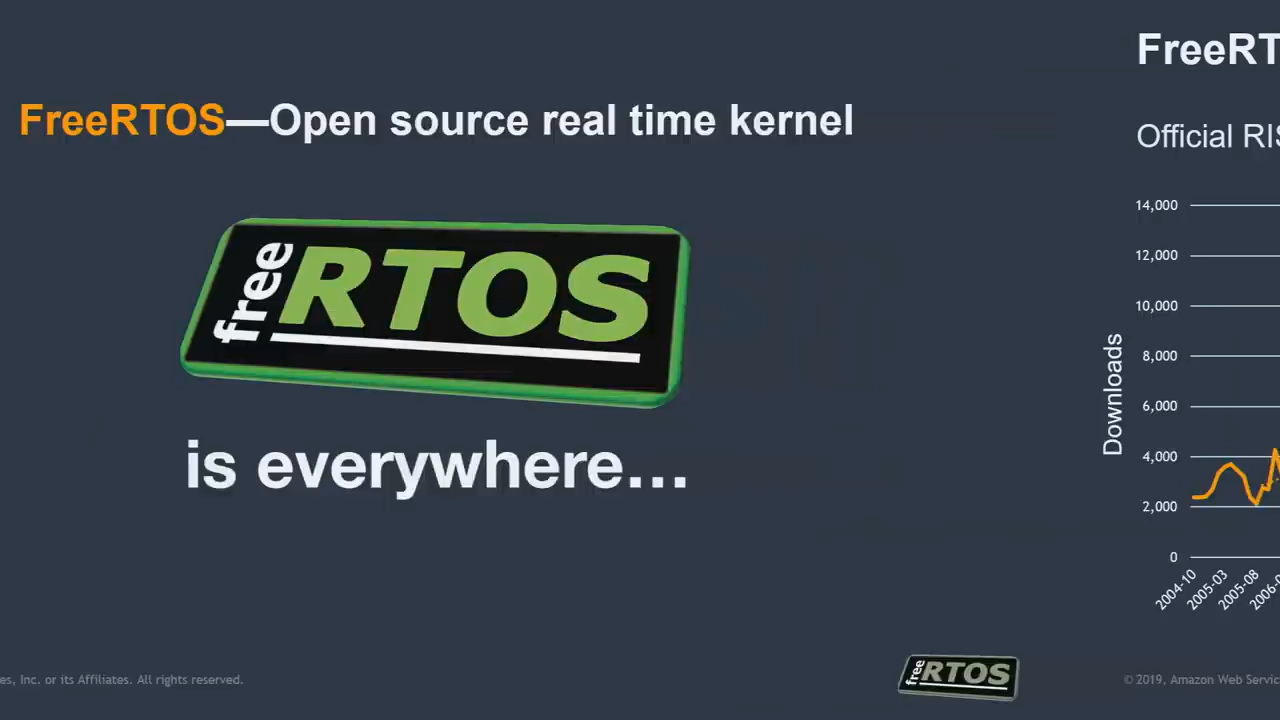 FreeRTOS—Open source real time kernel
free RTOS
is everywhere...
es, Inc. or its Affiliates. All rights reserved.
free RTOS
FreeRT
Official RIS
Downloads
14,000
12,000
10,000
8,000
6,000
4,000
2,000
0
2004-10
2005-03
2005-08
2006-0
© 2019, Amazon Web Servic